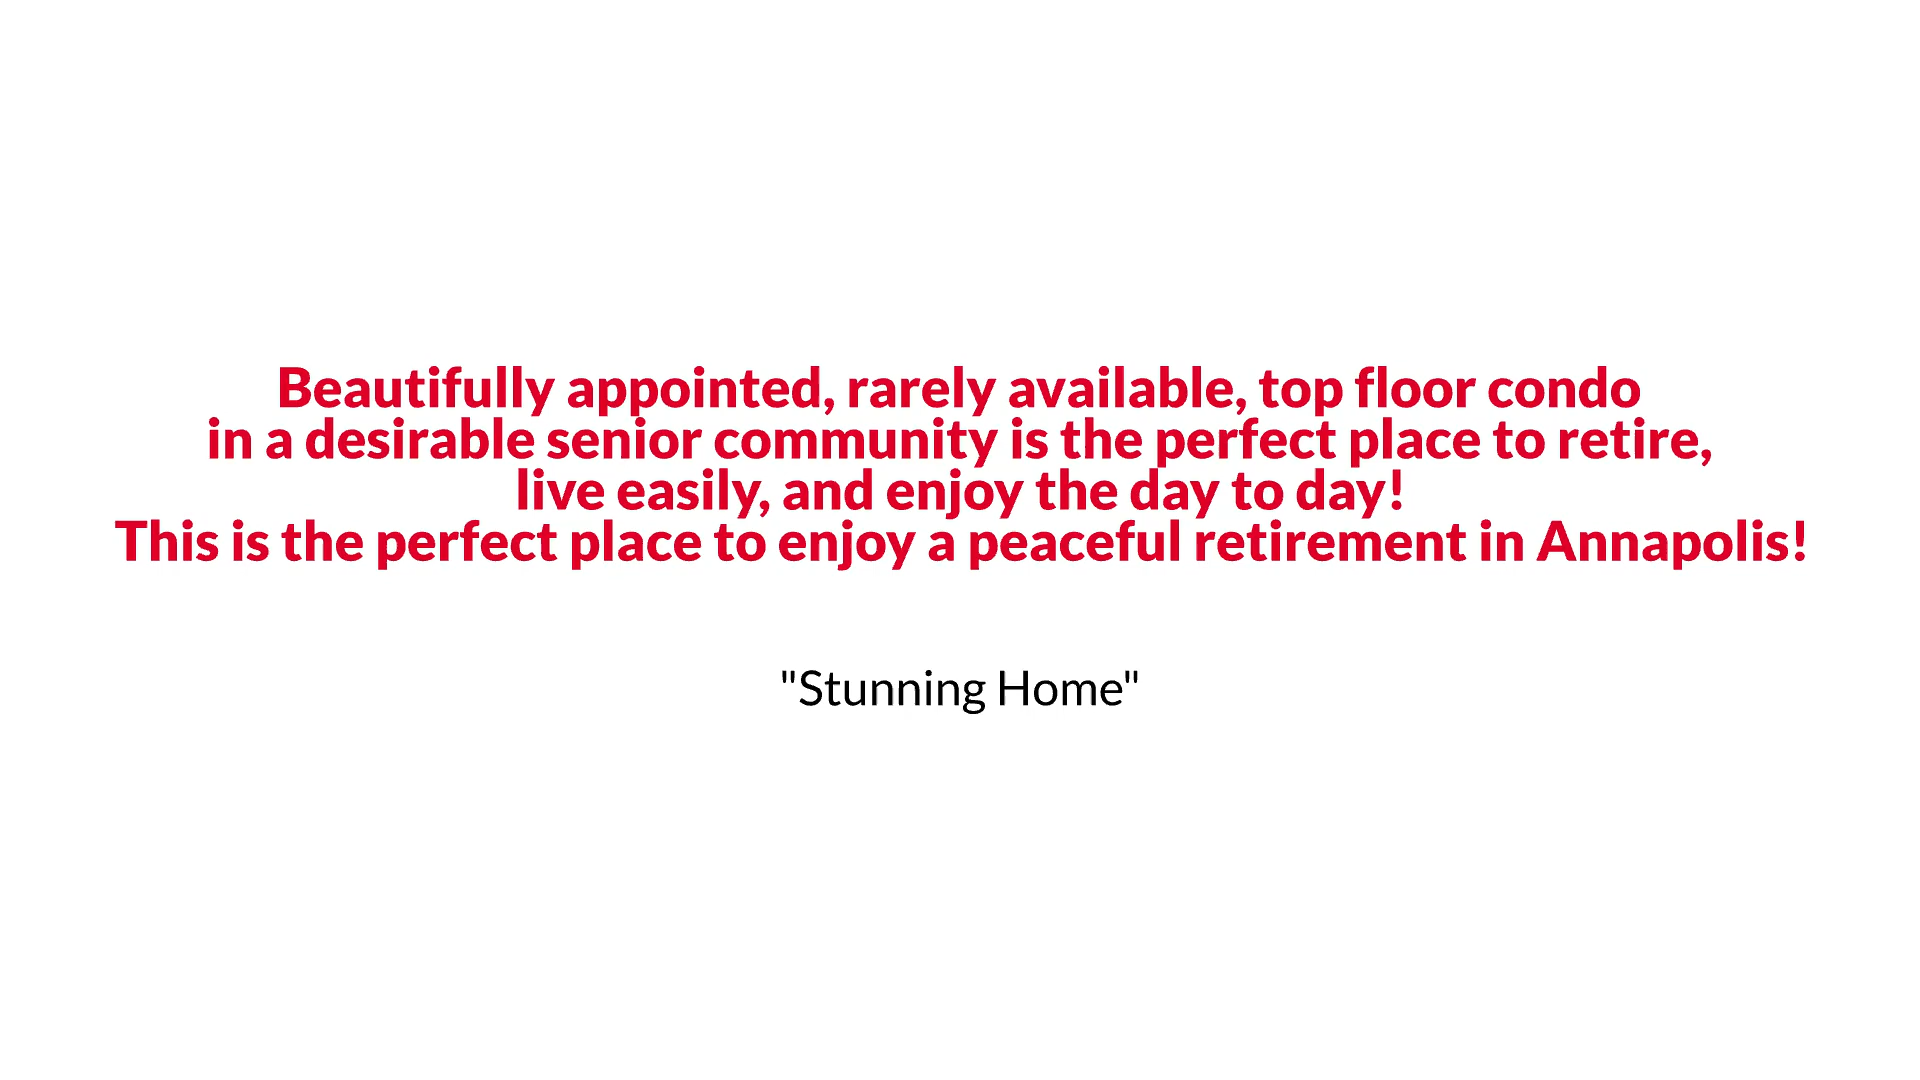 Beautifully appointed, rarely available, top floor condo
in a desirable senior community is the perfect place to retire,
live easily, and enjoy the day to day!
This is the perfect place to enjoy a peaceful retirement in Annapolis!
"Stunning Home"